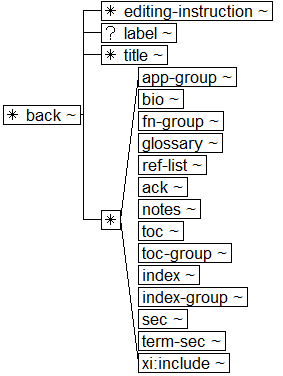 * editing-instruction ~
? label ~
* title ~
app-group ~
bio ~
fn-group ~
glossary ~
ref-list ~
* back ~
ack ~
notes ~
*
toc ~
toc-group ~
index ~
index-group ~
sec ~
term-sec ~
xi:include ~